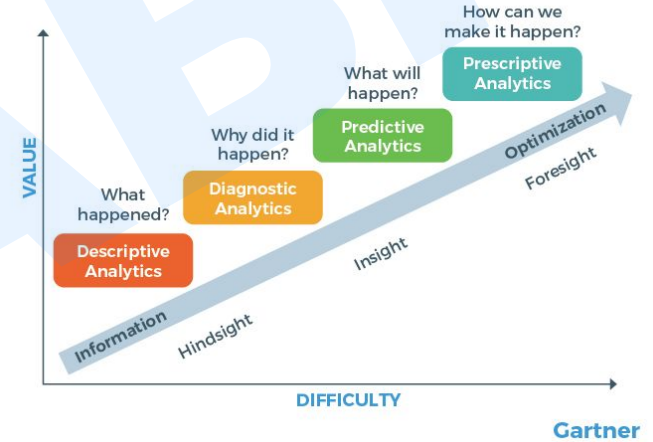 How can we
make it happen?
Prescriptive
Analytics
What will
happen?
Predictive
Analytics
Why did it
happen?
Diagnostic
Analytics
What
happened?
Descriptive
Analytics
VALUE
Information
Optimization
Hindsight
Insight
Foresight
DIFFICULTY
Gartner